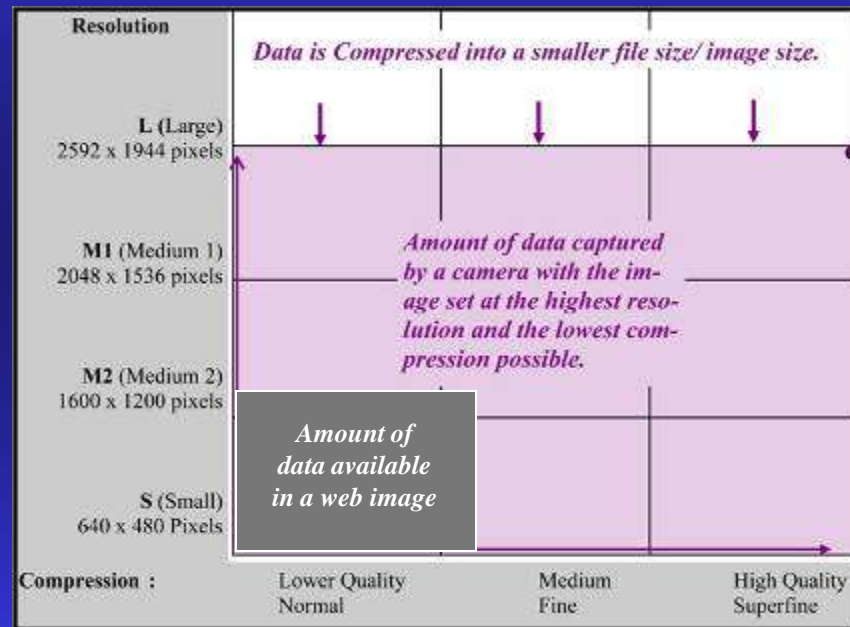 Resolution
Data is Compressed into a smaller file size/ image size.
L (Large)
2592 x 1944 pixels
M1 (Medium 1)
2048 x 1536 pixels
Amount of data captured
by a camera with the im-
age set at the highest reso-
lution and the lowest com-
pression possible.
M2 (Medium 2)
1600 x 1200 pixels
Amount of
data available
in a web image
S (Small)
640 x 480 Pixels
Compression :
Lower Quality
Normal
Medium
Fine
High Quality
Superfine